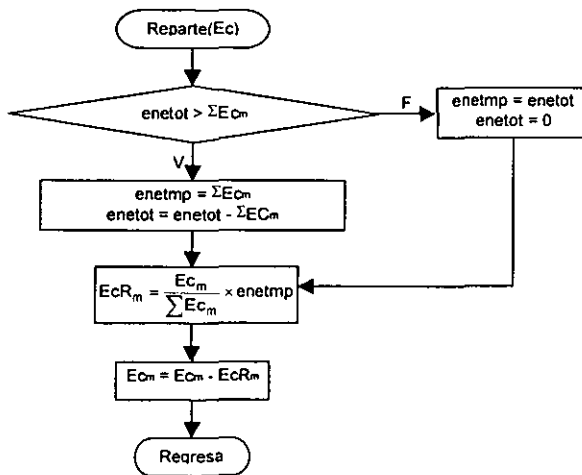 Reparte(Ec)
enetot > ΣEcm
F
enetmp = enetot
enetot = 0
V
enetmp = ΣEcm
enetot = enetot - ΣECm
EcRm = Ecm / ∑ Ecm × enetmp
Ecm = Ecm - EcRm
Regresa